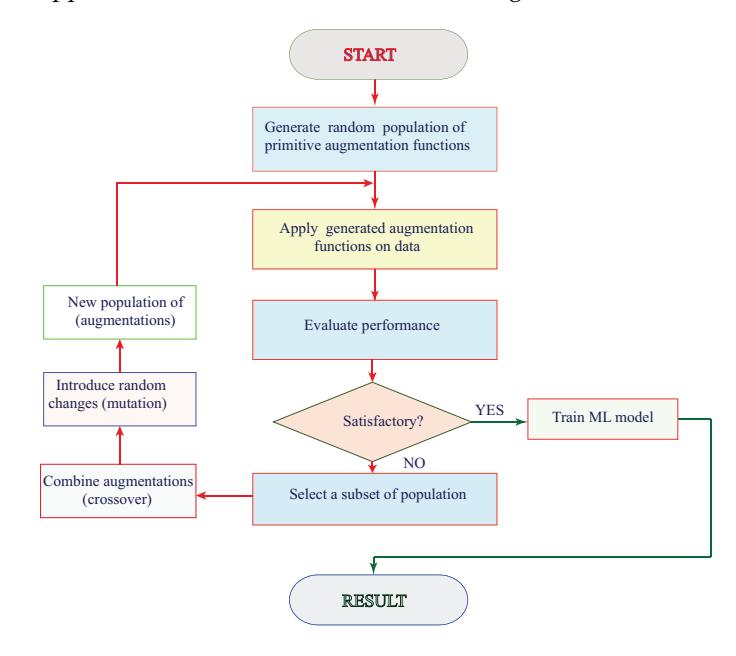 START
Generate random population of
primitive augmentation functions
Apply generated augmentation
functions on data
Evaluate performance
Satisfactory?
YES
Train ML model
NO
Select a subset of population
Combine augmentations
(crossover)
Introduce random
changes (mutation)
New population of
(augmentations)
RESULT